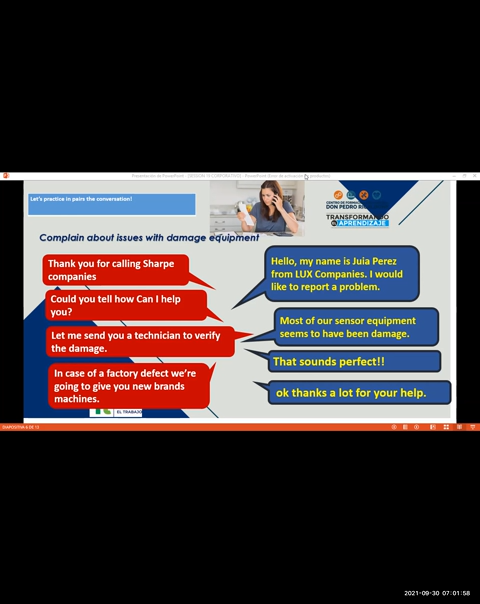 Let's practice in pairs the conversation!
DON PEDRO
TRANSFORMANDO
APRENDIZAJE
Complain about issues with damage equipment
Thank you for calling Sharpe
companies
Hello, my name is Juia Perez
from LUX Companies. I would
like to report a problem.
Could you tell how Can I help
you?
Most of our sensor equipment
seems to have been damage.
Let me send you a technician to verify
the damage.
That sounds perfect!!
In case of a factory defect we're
going to give you new brands
machines.
ok thanks a lot for your help.
EL TRABAJO
DIAPOSITIVA 6 DE 13
2021-09-30 07:01:58